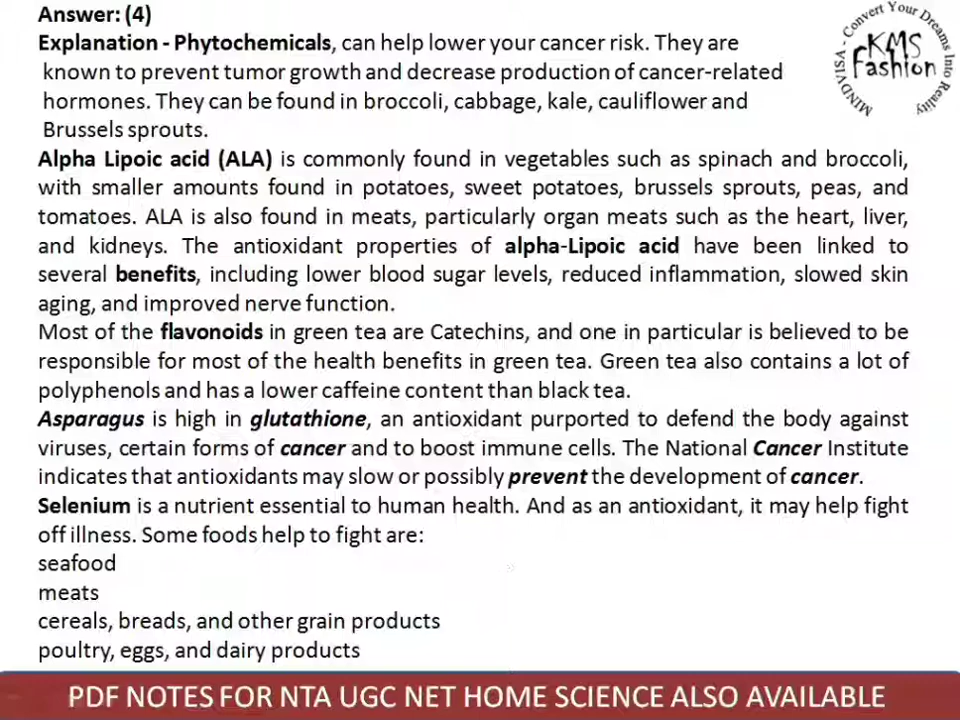 Answer: (4)
Explanation - Phytochemicals, can help lower your cancer risk. They are
known to prevent tumor growth and decrease production of cancer-related
hormones. They can be found in broccoli, cabbage, kale, cauliflower and
Brussels sprouts.
Alpha Lipoic acid (ALA) is commonly found in vegetables such as spinach and broccoli,
with smaller amounts found in potatoes, sweet potatoes, brussels sprouts, peas, and
tomatoes. ALA is also found in meats, particularly organ meats such as the heart, liver,
and kidneys. The antioxidant properties of alpha-Lipoic acid have been linked to
several benefits, including lower blood sugar levels, reduced inflammation, slowed skin
aging, and improved nerve function.
Most of the flavonoids in green tea are Catechins, and one in particular is believed to be
responsible for most of the health benefits in green tea. Green tea also contains a lot of
polyphenols and has a lower caffeine content than black tea.
Asparagus is high in glutathione, an antioxidant purported to defend the body against
viruses, certain forms of cancer and to boost immune cells. The National Cancer Institute
indicates that antioxidants may slow or possibly prevent the development of cancer.
Selenium is a nutrient essential to human health. And as an antioxidant, it may help fight
off illness. Some foods help to fight are:
seafood
meats
cereals, breads, and other grain products
poultry, eggs, and dairy products
MINDVISA - Convert Your Dreams Into Reality
KMS
Fashion
PDF NOTES FOR NTA UGC NET HOME SCIENCE ALSO AVAILABLE